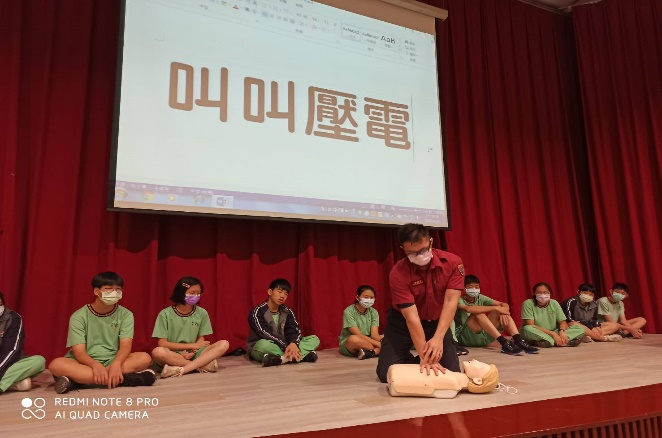 叫叫壓電
REDMI NOTE 8 PRO
AI QUAD CAMERA